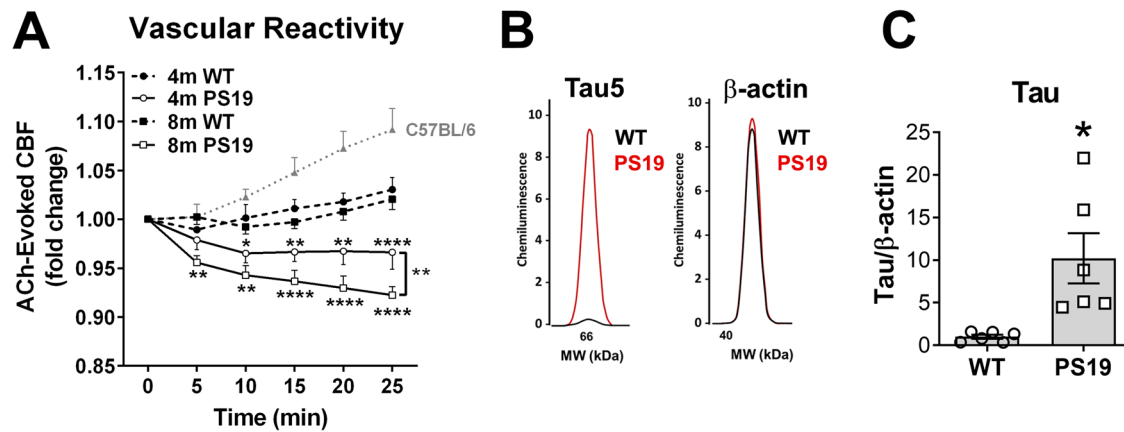 A
Vascular Reactivity
ACh-Evoked CBF
(fold change)
1.15
1.10
1.05
1.00
0.95
0.90
0.85
4m WT
4m PS19
8m WT
8m PS19
C57BL/6
* ** ** ****
**
** ** **** **** ****
0 5 10 15 20 25
Time (min)
B
Tau5
Chemiluminescence
10
8
6
4
2
0
WT
PS19
66
MW (kDa)
β-actin
Chemiluminescence
10
8
6
4
2
0
WT
PS19
40
MW (kDa)
C
Tau
Tau/β-actin
25
20
15
10
5
0
*
WT PS19